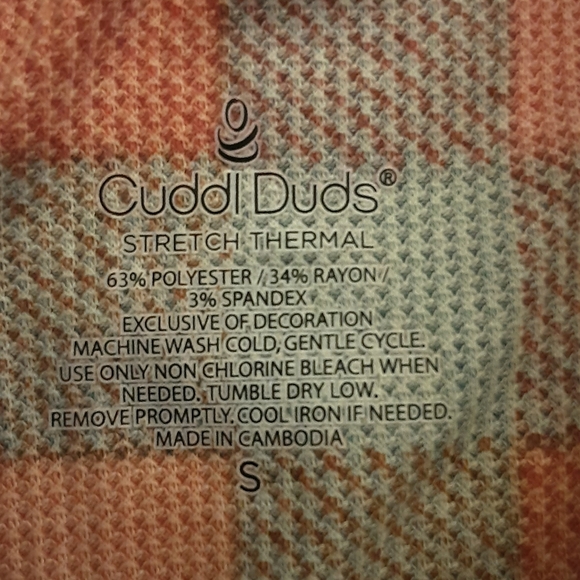 Cuddl Duds®
STRETCH THERMAL
63% POLYESTER / 34% RAYON /
3% SPANDEX
EXCLUSIVE OF DECORATION
MACHINE WASH COLD, GENTLE CYCLE.
USE ONLY NON CHLORINE BLEACH WHEN
NEEDED. TUMBLE DRY LOW.
REMOVE PROMPTLY. COOL IRON IF NEEDED.
MADE IN CAMBODIA
S